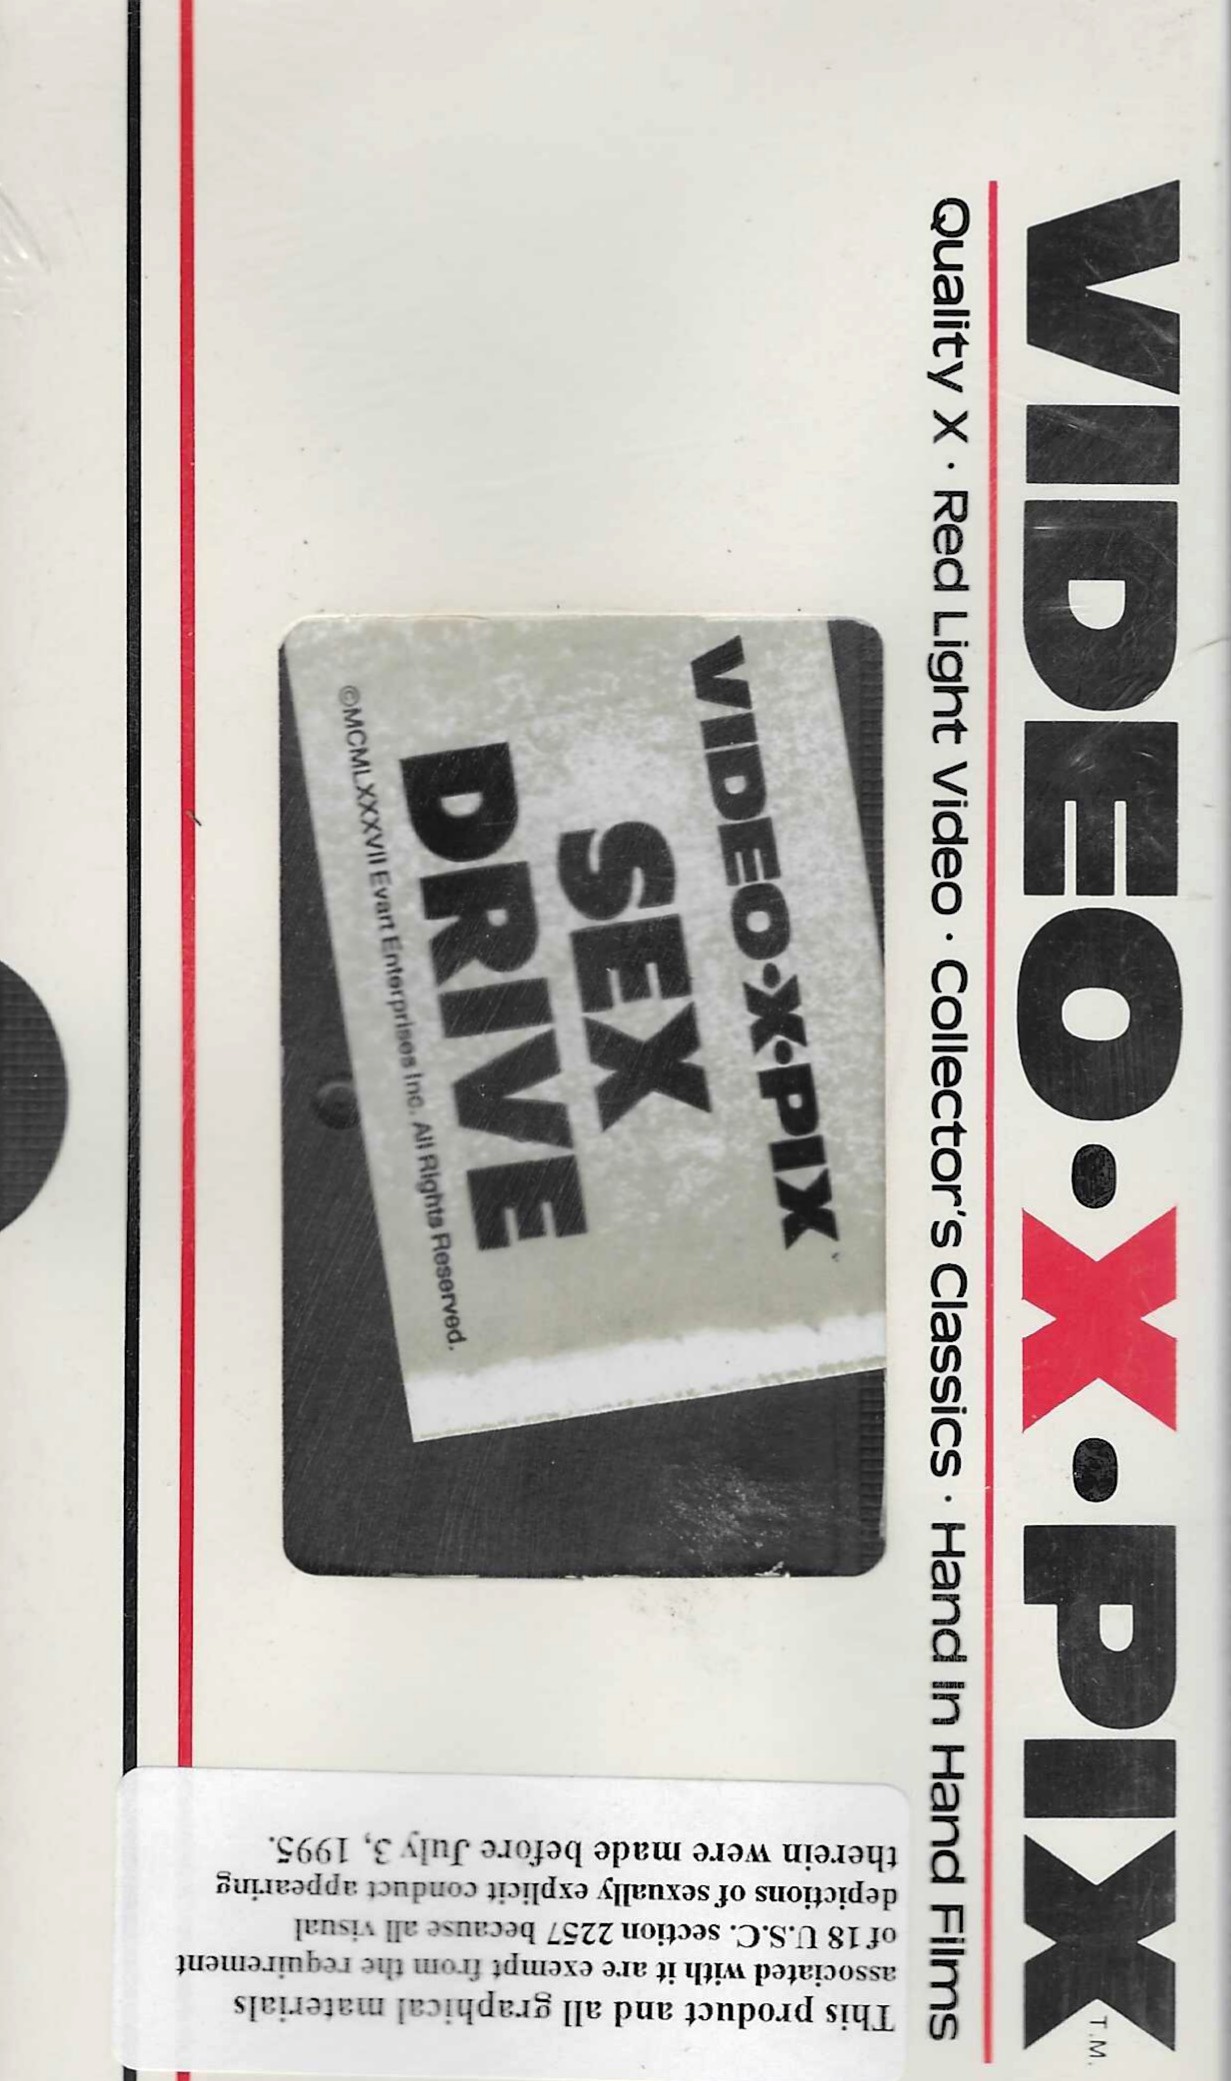 VIDEO•X•PIX T.M.
Quality X • Red Light Video • Collector's Classics • Hand in Hand Films
VIDEO•X•PIX
SEX
DRIVE
©MCMLXXXVII Evart Enterprises Inc. All Rights Reserved.
This product and all graphical materials
associated with it are exempt from the requirement
of 18 U.S.C. section 2257 because all visual
depictions of sexually explicit conduct appearing
therein were made before July 3, 1995.